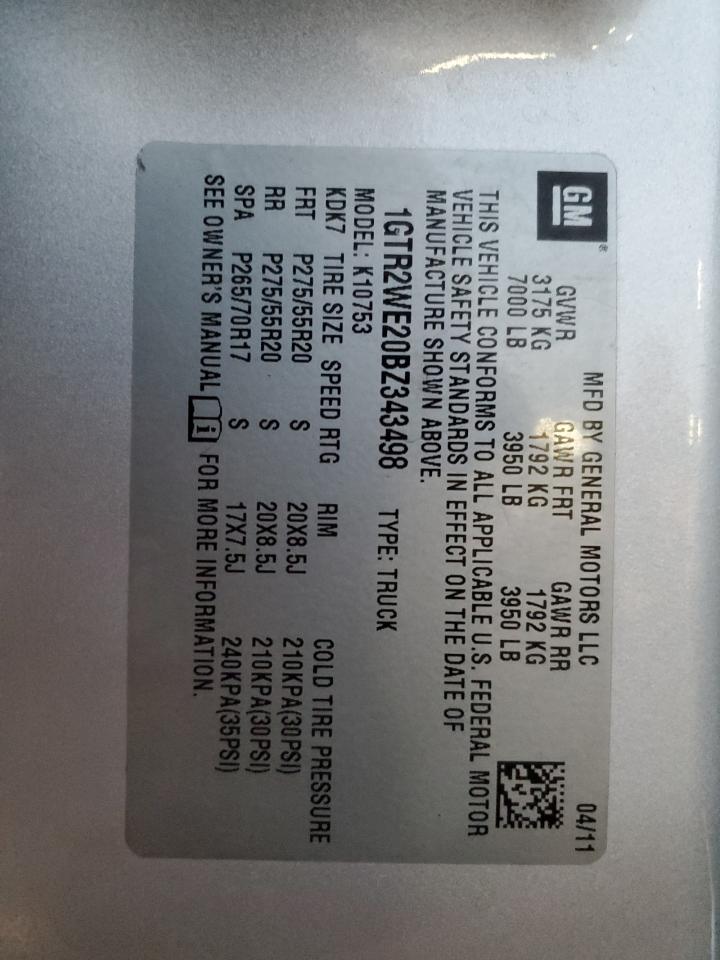 GM®
MFD BY GENERAL MOTORS LLC 04/11
GVWR GAWR FRT GAWR RR
3175 KG 1792 KG 1792 KG
7000 LB 3950 LB 3950 LB
THIS VEHICLE CONFORMS TO ALL APPLICABLE U.S. FEDERAL MOTOR
VEHICLE SAFETY STANDARDS IN EFFECT ON THE DATE OF
MANUFACTURE SHOWN ABOVE.
1GTR2WE20BZ343498 TYPE: TRUCK
MODEL: K10753
KDK7 TIRE SIZE SPEED RTG RIM COLD TIRE PRESSURE
FRT P275/55R20 S 20X8.5J 210KPA(30PSI)
RR P275/55R20 S 20X8.5J 210KPA(30PSI)
SPA P265/70R17 S 17X7.5J 240KPA(35PSI)
SEE OWNER'S MANUAL i FOR MORE INFORMATION.